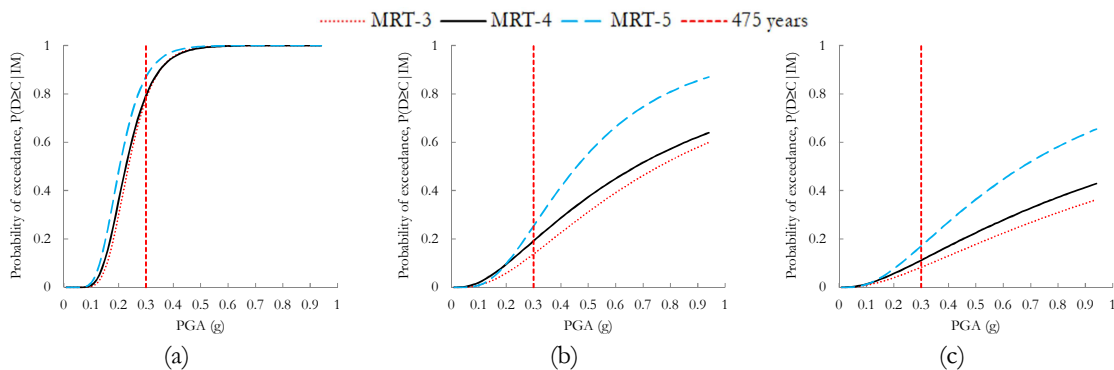 MRT-3 MRT-4 MRT-5 475 years
Probability of exceedance, P(D≥C|IM)
1
0.8
0.6
0.4
0.2
0
0 0.1 0.2 0.3 0.4 0.5 0.6 0.7 0.8 0.9 1
PGA (g)
(a)
Probability of exceedance, P(D≥C|IM)
1
0.8
0.6
0.4
0.2
0
0 0.1 0.2 0.3 0.4 0.5 0.6 0.7 0.8 0.9 1
PGA (g)
(b)
Probability of exceedance, P(D≥C|IM)
1
0.8
0.6
0.4
0.2
0
0 0.1 0.2 0.3 0.4 0.5 0.6 0.7 0.8 0.9 1
PGA (g)
(c)